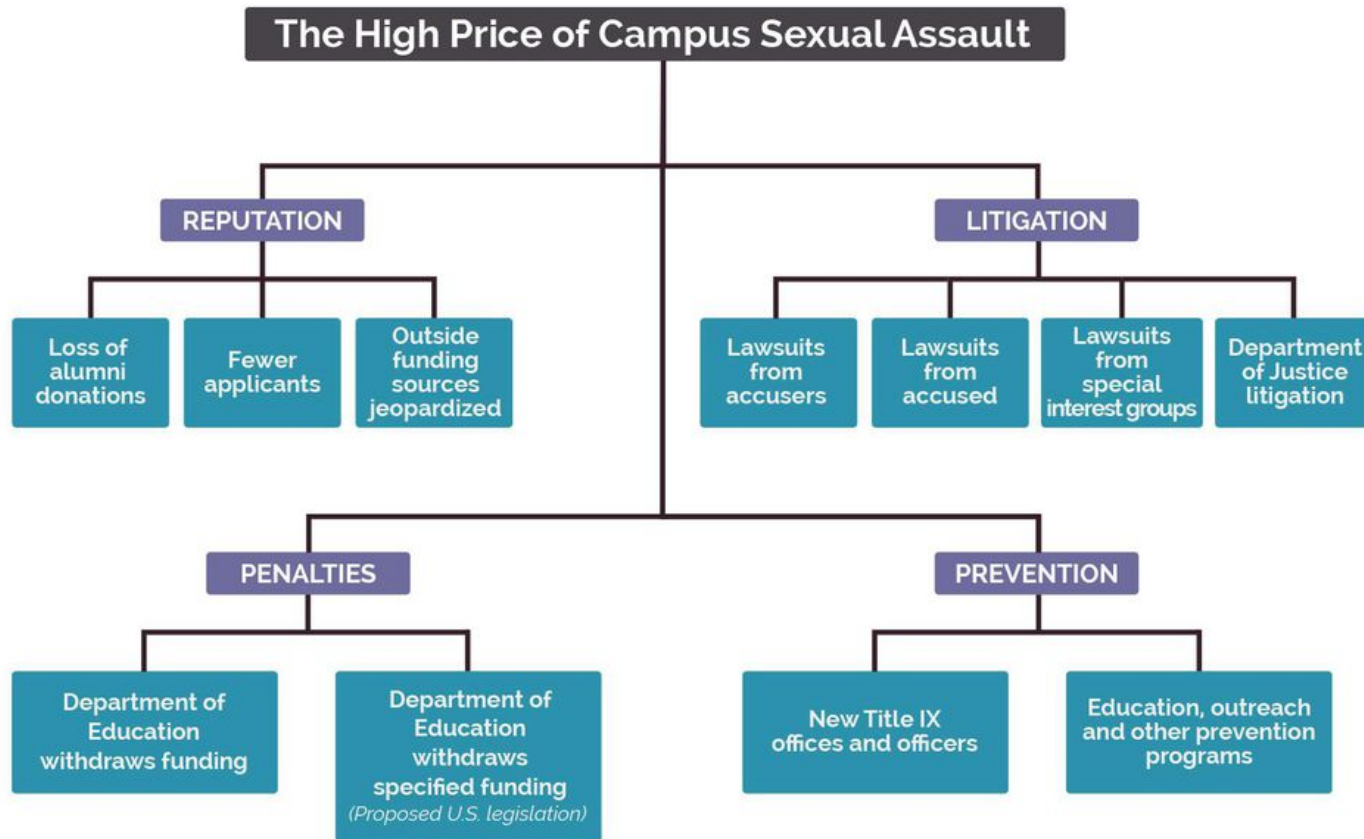 The High Price of Campus Sexual Assault
REPUTATION
Loss of
alumni
donations
Fewer
applicants
Outside
funding
sources
jeopardized
LITIGATION
Lawsuits
from
accusers
Lawsuits
from
accused
Lawsuits
from
special
interest groups
Department
of Justice
litigation
PENALTIES
Department of
Education
withdraws funding
Department of
Education
withdraws
specified funding
(Proposed U.S. legislation)
PREVENTION
New Title IX
offices and officers
Education, outreach
and other prevention
programs